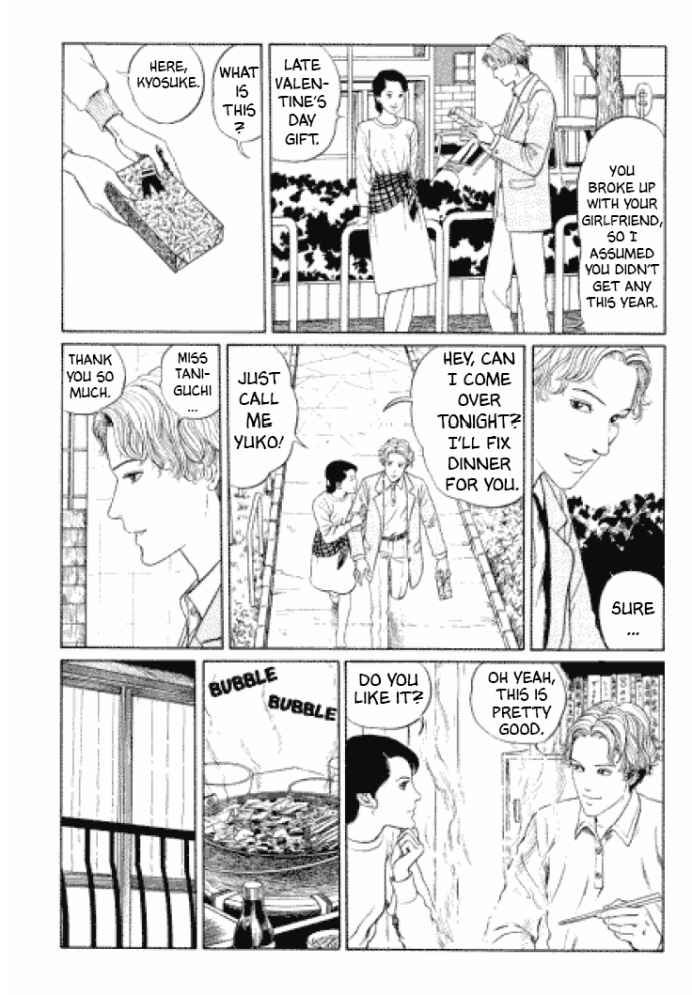 HERE,
KYOSUKE.
WHAT
IS
THIS
?
LATE
VALEN-
TINE'S
DAY
GIFT.
YOU
BROKE UP
WITH YOUR
GIRLFRIEND,
SO I
ASSUMED
YOU DIDN'T
GET ANY
THIS YEAR.
THANK
YOU SO
MUCH.
MISS
TANI-
GUCHI
...
JUST
CALL
ME
YUKO!
HEY, CAN
I COME
OVER
TONIGHT?
I'LL FIX
DINNER
FOR YOU.
SURE
...
BUBBLE
BUBBLE
DO YOU
LIKE IT?
OH YEAH,
THIS IS
PRETTY
GOOD.